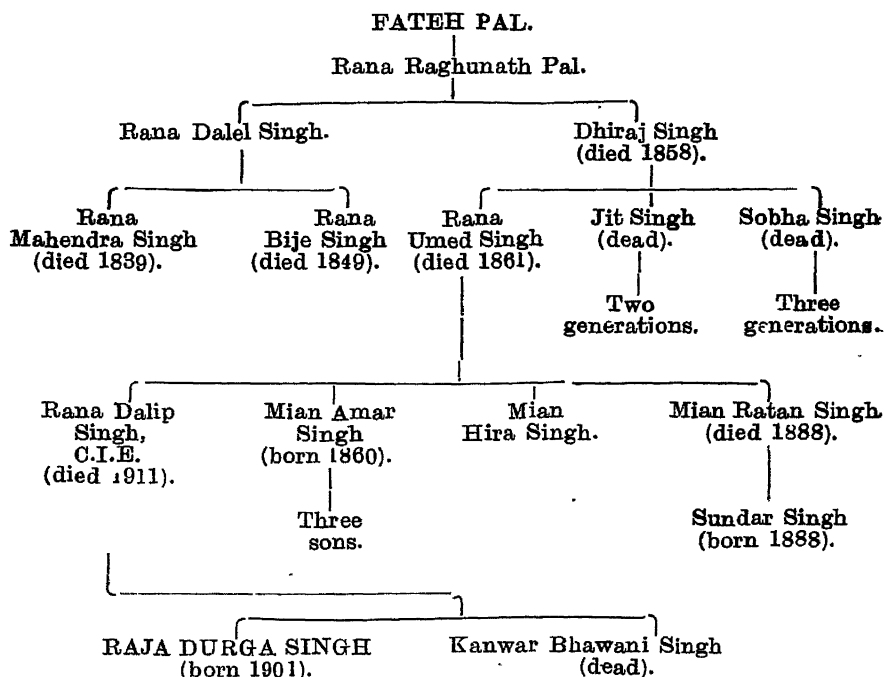 FATEH PAL.
Rana Raghunath Pal.
Rana Dalel Singh.
Dhiraj Singh
(died 1858).
Rana
Mahendra Singh
(died 1839).
Rana
Bije Singh
(died 1849).
Rana
Umed Singh
(died 1861).
Jit Singh
(dead).
Sobha Singh
(dead).
Two
generations.
Three
generations.
Rana Dalip
Singh,
C.I.E.
(died 1911).
Mian Amar
Singh
(born 1860).
Mian
Hira Singh.
Mian Ratan Singh
(died 1888).
Three
sons.
Sundar Singh
(born 1888).
RAJA DURGA SINGH
(born 1901).
Kanwar Bhawani Singh
(dead).